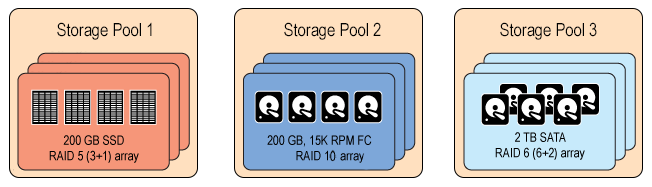 Storage Pool 1
200 GB SSD
RAID 5 (3+1) array
Storage Pool 2
200 GB, 15K RPM FC
RAID 10 array
Storage Pool 3
2 TB SATA
RAID 6 (6+2) array